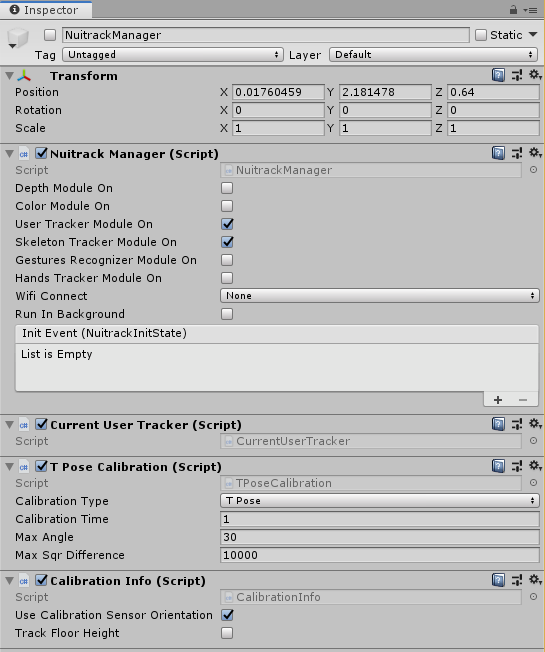 Inspector
NuitrackManager Static
Tag Untagged Layer Default
Transform
Position X 0.01760459 Y 2.181478 Z 0.64
Rotation X 0 Y 0 Z 0
Scale X 1 Y 1 Z 1
Nuitrack Manager (Script)
Script NuitrackManager
Depth Module On
Color Module On
User Tracker Module On
Skeleton Tracker Module On
Gestures Recognizer Module On
Hands Tracker Module On
Wifi Connect None
Run In Background
Init Event (NuitrackInitState)
List is Empty
Current User Tracker (Script)
Script CurrentUserTracker
T Pose Calibration (Script)
Script TPoseCalibration
Calibration Type T Pose
Calibration Time 1
Max Angle 30
Max Sqr Difference 10000
Calibration Info (Script)
Script CalibrationInfo
Use Calibration Sensor Orientation
Track Floor Height